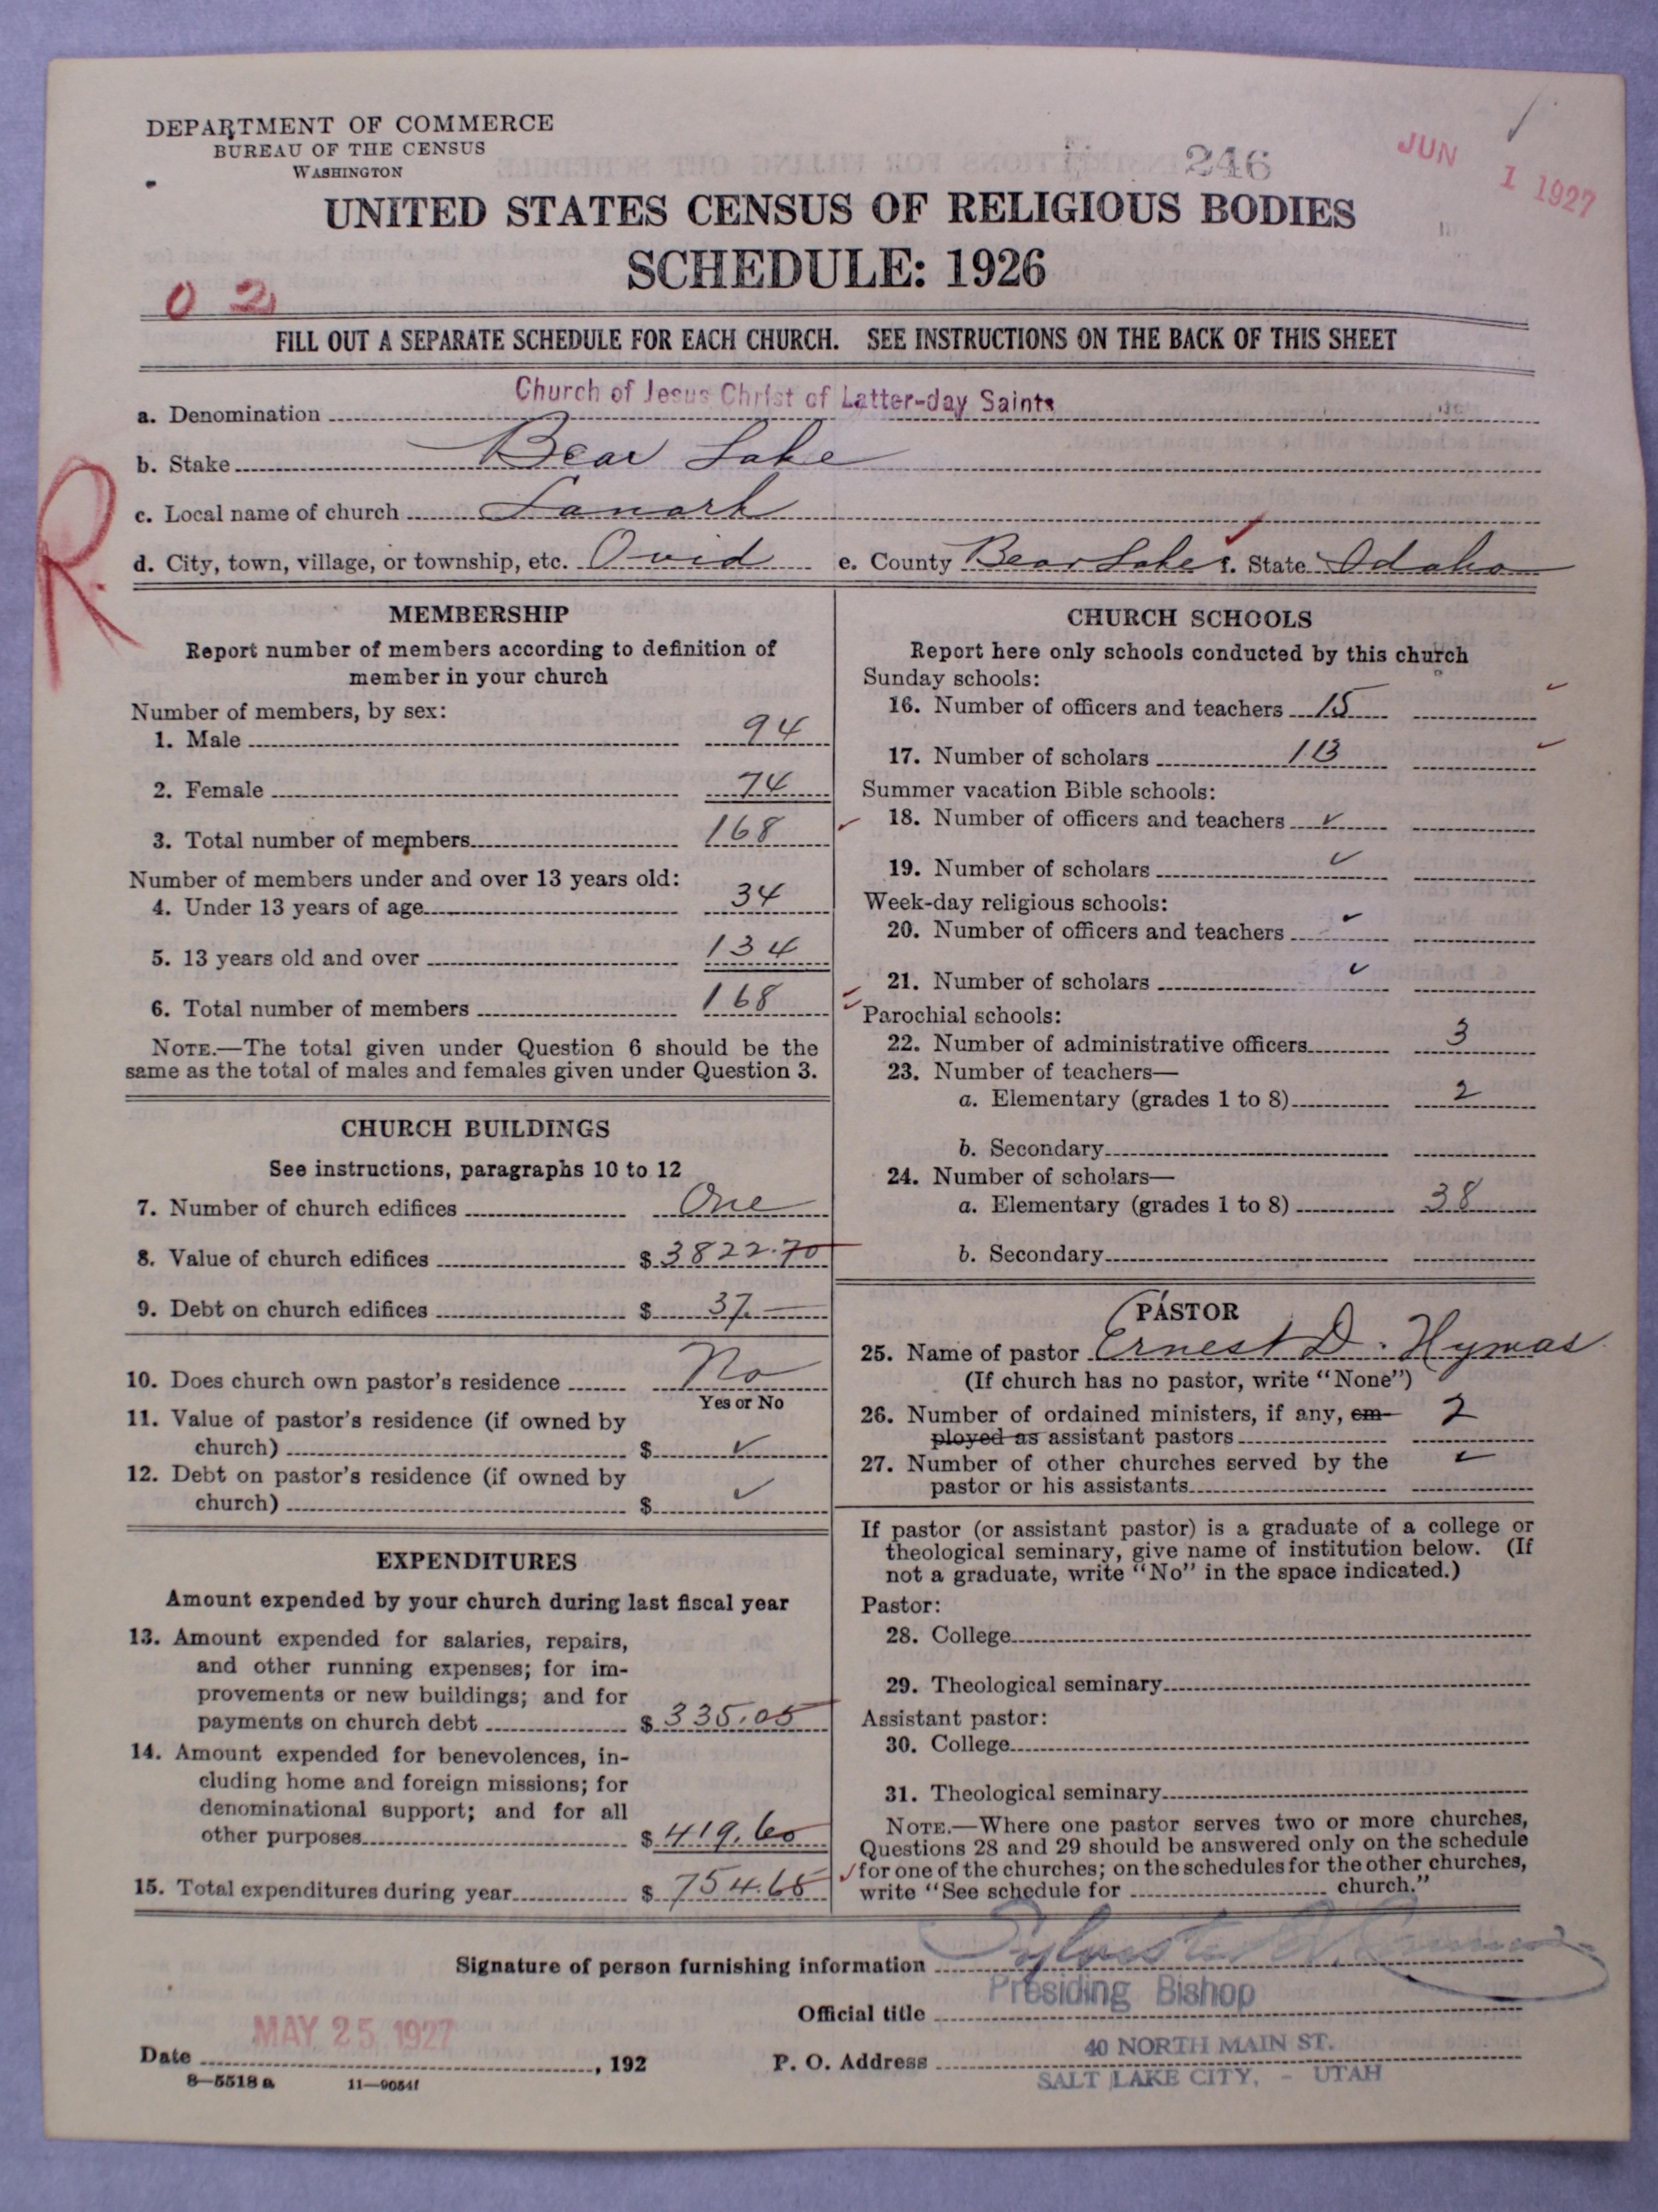 DEPARTMENT OF COMMERCE
BUREAU OF THE CENSUS
WASHINGTON
246
JUN 1 1927
UNITED STATES CENSUS OF RELIGIOUS BODIES
SCHEDULE: 1926
02
FILL OUT A SEPARATE SCHEDULE FOR EACH CHURCH. SEE INSTRUCTIONS ON THE BACK OF THIS SHEET
a. Denomination Church of Jesus Christ of Latter-day Saints
b. Stake Bear Lake
c. Local name of church Lanark
R.
d. City, town, village, or township, etc. Ovid e. County Bear Lake f. State Idaho
MEMBERSHIP
Report number of members according to definition of
member in your church
Number of members, by sex:
1. Male 94
2. Female 74
3. Total number of members 168
Number of members under and over 13 years old:
4. Under 13 years of age 34
5. 13 years old and over 134
6. Total number of members 168
NOTE.—The total given under Question 6 should be the
same as the total of males and females given under Question 3.
CHURCH BUILDINGS
See instructions, paragraphs 10 to 12
7. Number of church edifices One
8. Value of church edifices $ 3822.70
9. Debt on church edifices $ 37.—
10. Does church own pastor's residence No
Yes or No
11. Value of pastor's residence (if owned by
church) $ ✓
12. Debt on pastor's residence (if owned by
church) $ ✓
EXPENDITURES
Amount expended by your church during last fiscal year
13. Amount expended for salaries, repairs,
and other running expenses; for im-
provements or new buildings; and for
payments on church debt $ 335.05
14. Amount expended for benevolences, in-
cluding home and foreign missions; for
denominational support; and for all
other purposes $ 419.60
15. Total expenditures during year $ 754.65
CHURCH SCHOOLS
Report here only schools conducted by this church
Sunday schools:
16. Number of officers and teachers 15
17. Number of scholars 113
Summer vacation Bible schools:
18. Number of officers and teachers ✓
19. Number of scholars ✓
Week-day religious schools:
20. Number of officers and teachers ✓
21. Number of scholars ✓
Parochial schools:
22. Number of administrative officers 3
23. Number of teachers—
a. Elementary (grades 1 to 8) 2
b. Secondary
24. Number of scholars—
a. Elementary (grades 1 to 8) 38
b. Secondary
PASTOR
25. Name of pastor Ernest D. Hymas
(If church has no pastor, write "None")
26. Number of ordained ministers, if any, em-
ployed as assistant pastors 2
27. Number of other churches served by the
pastor or his assistants ✓
If pastor (or assistant pastor) is a graduate of a college or
theological seminary, give name of institution below. (If
not a graduate, write "No" in the space indicated.)
Pastor:
28. College
29. Theological seminary
Assistant pastor:
30. College
31. Theological seminary
NOTE.—Where one pastor serves two or more churches,
Questions 28 and 29 should be answered only on the schedule
for one of the churches; on the schedules for the other churches,
write "See schedule for church."
Signature of person furnishing information
Official title Presiding Bishop
Date MAY 25 1927, 192
P. O. Address 40 NORTH MAIN ST.
SALT LAKE CITY, - UTAH
8—5518 a 11—9054f